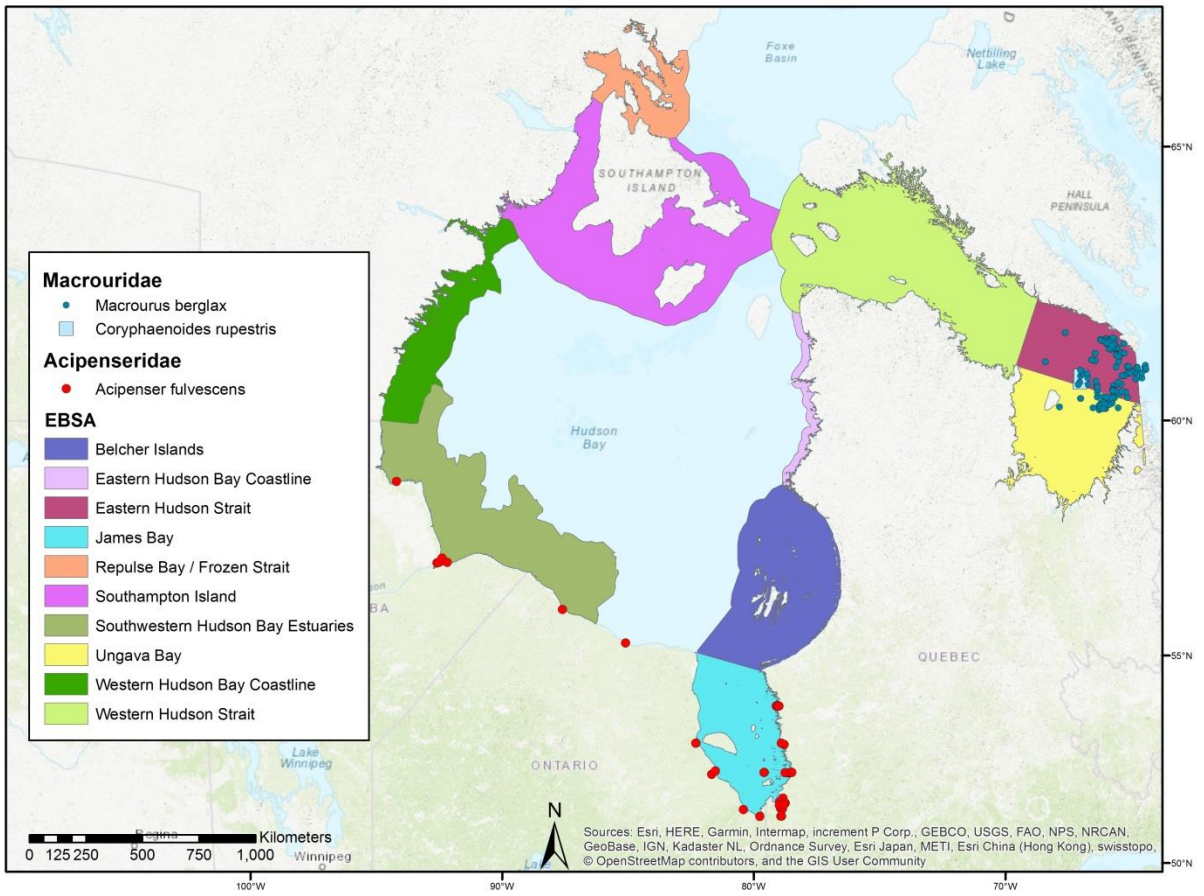 Foxe
Basin
Nettilling
Lake
D
AND PENINSULA
65°N
SOUTHAMPTON
ISLAND
HALL
PENINSULA
Macrouridae
Macrourus berglax
Coryphaenoides rupestris
Acipenseridae
Acipenser fulvescens
EBSA
Belcher Islands
Eastern Hudson Bay Coastline
Eastern Hudson Strait
James Bay
Repulse Bay / Frozen Strait
Southampton Island
Southwestern Hudson Bay Estuaries
Ungava Bay
Western Hudson Bay Coastline
Western Hudson Strait
Hudson
Bay
60°N
son
BA
55°N
QUEBEC
ONTARIO
Lake
Winnipeg
N
Kilometers
0 125 250 500 750 1,000
Regina
Winnipeg
Lake
Sources: Esri, HERE, Garmin, Intermap, increment P Corp., GEBCO, USGS, FAO, NPS, NRCAN,
GeoBase, IGN, Kadaster NL, Ordnance Survey, Esri Japan, METI, Esri China (Hong Kong), swisstopo,
© OpenStreetMap contributors, and the GIS User Community
50°N
100°W 90°W 80°W 70°W